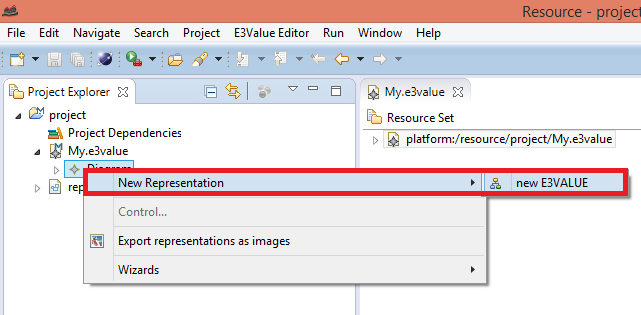 Resource - project
File Edit Navigate Search Project E3Value Editor Run Window Help
Project Explorer
My.e3value
project
Resource Set
Project Dependencies
platform:/resource/project/My.e3value
My.e3value
Diagram
New Representation
new E3VALUE
rep
Control...
Export representations as images
Wizards